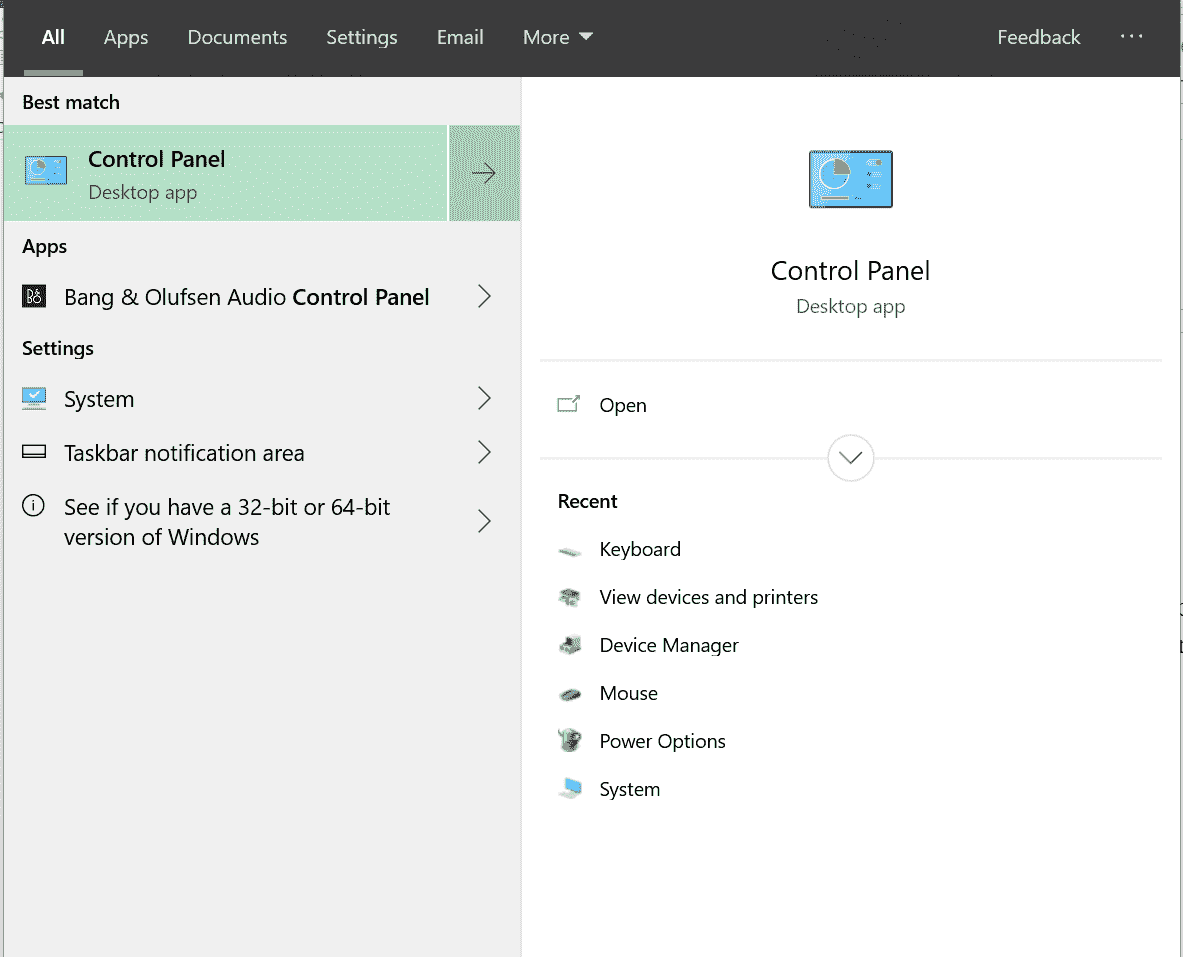 All Apps Documents Settings Email More Feedback ...
Best match
Control Panel
Desktop app
Apps
Bang & Olufsen Audio Control Panel
Settings
System
Taskbar notification area
See if you have a 32-bit or 64-bit
version of Windows
Control Panel
Desktop app
Open
Recent
Keyboard
View devices and printers
Device Manager
Mouse
Power Options
System